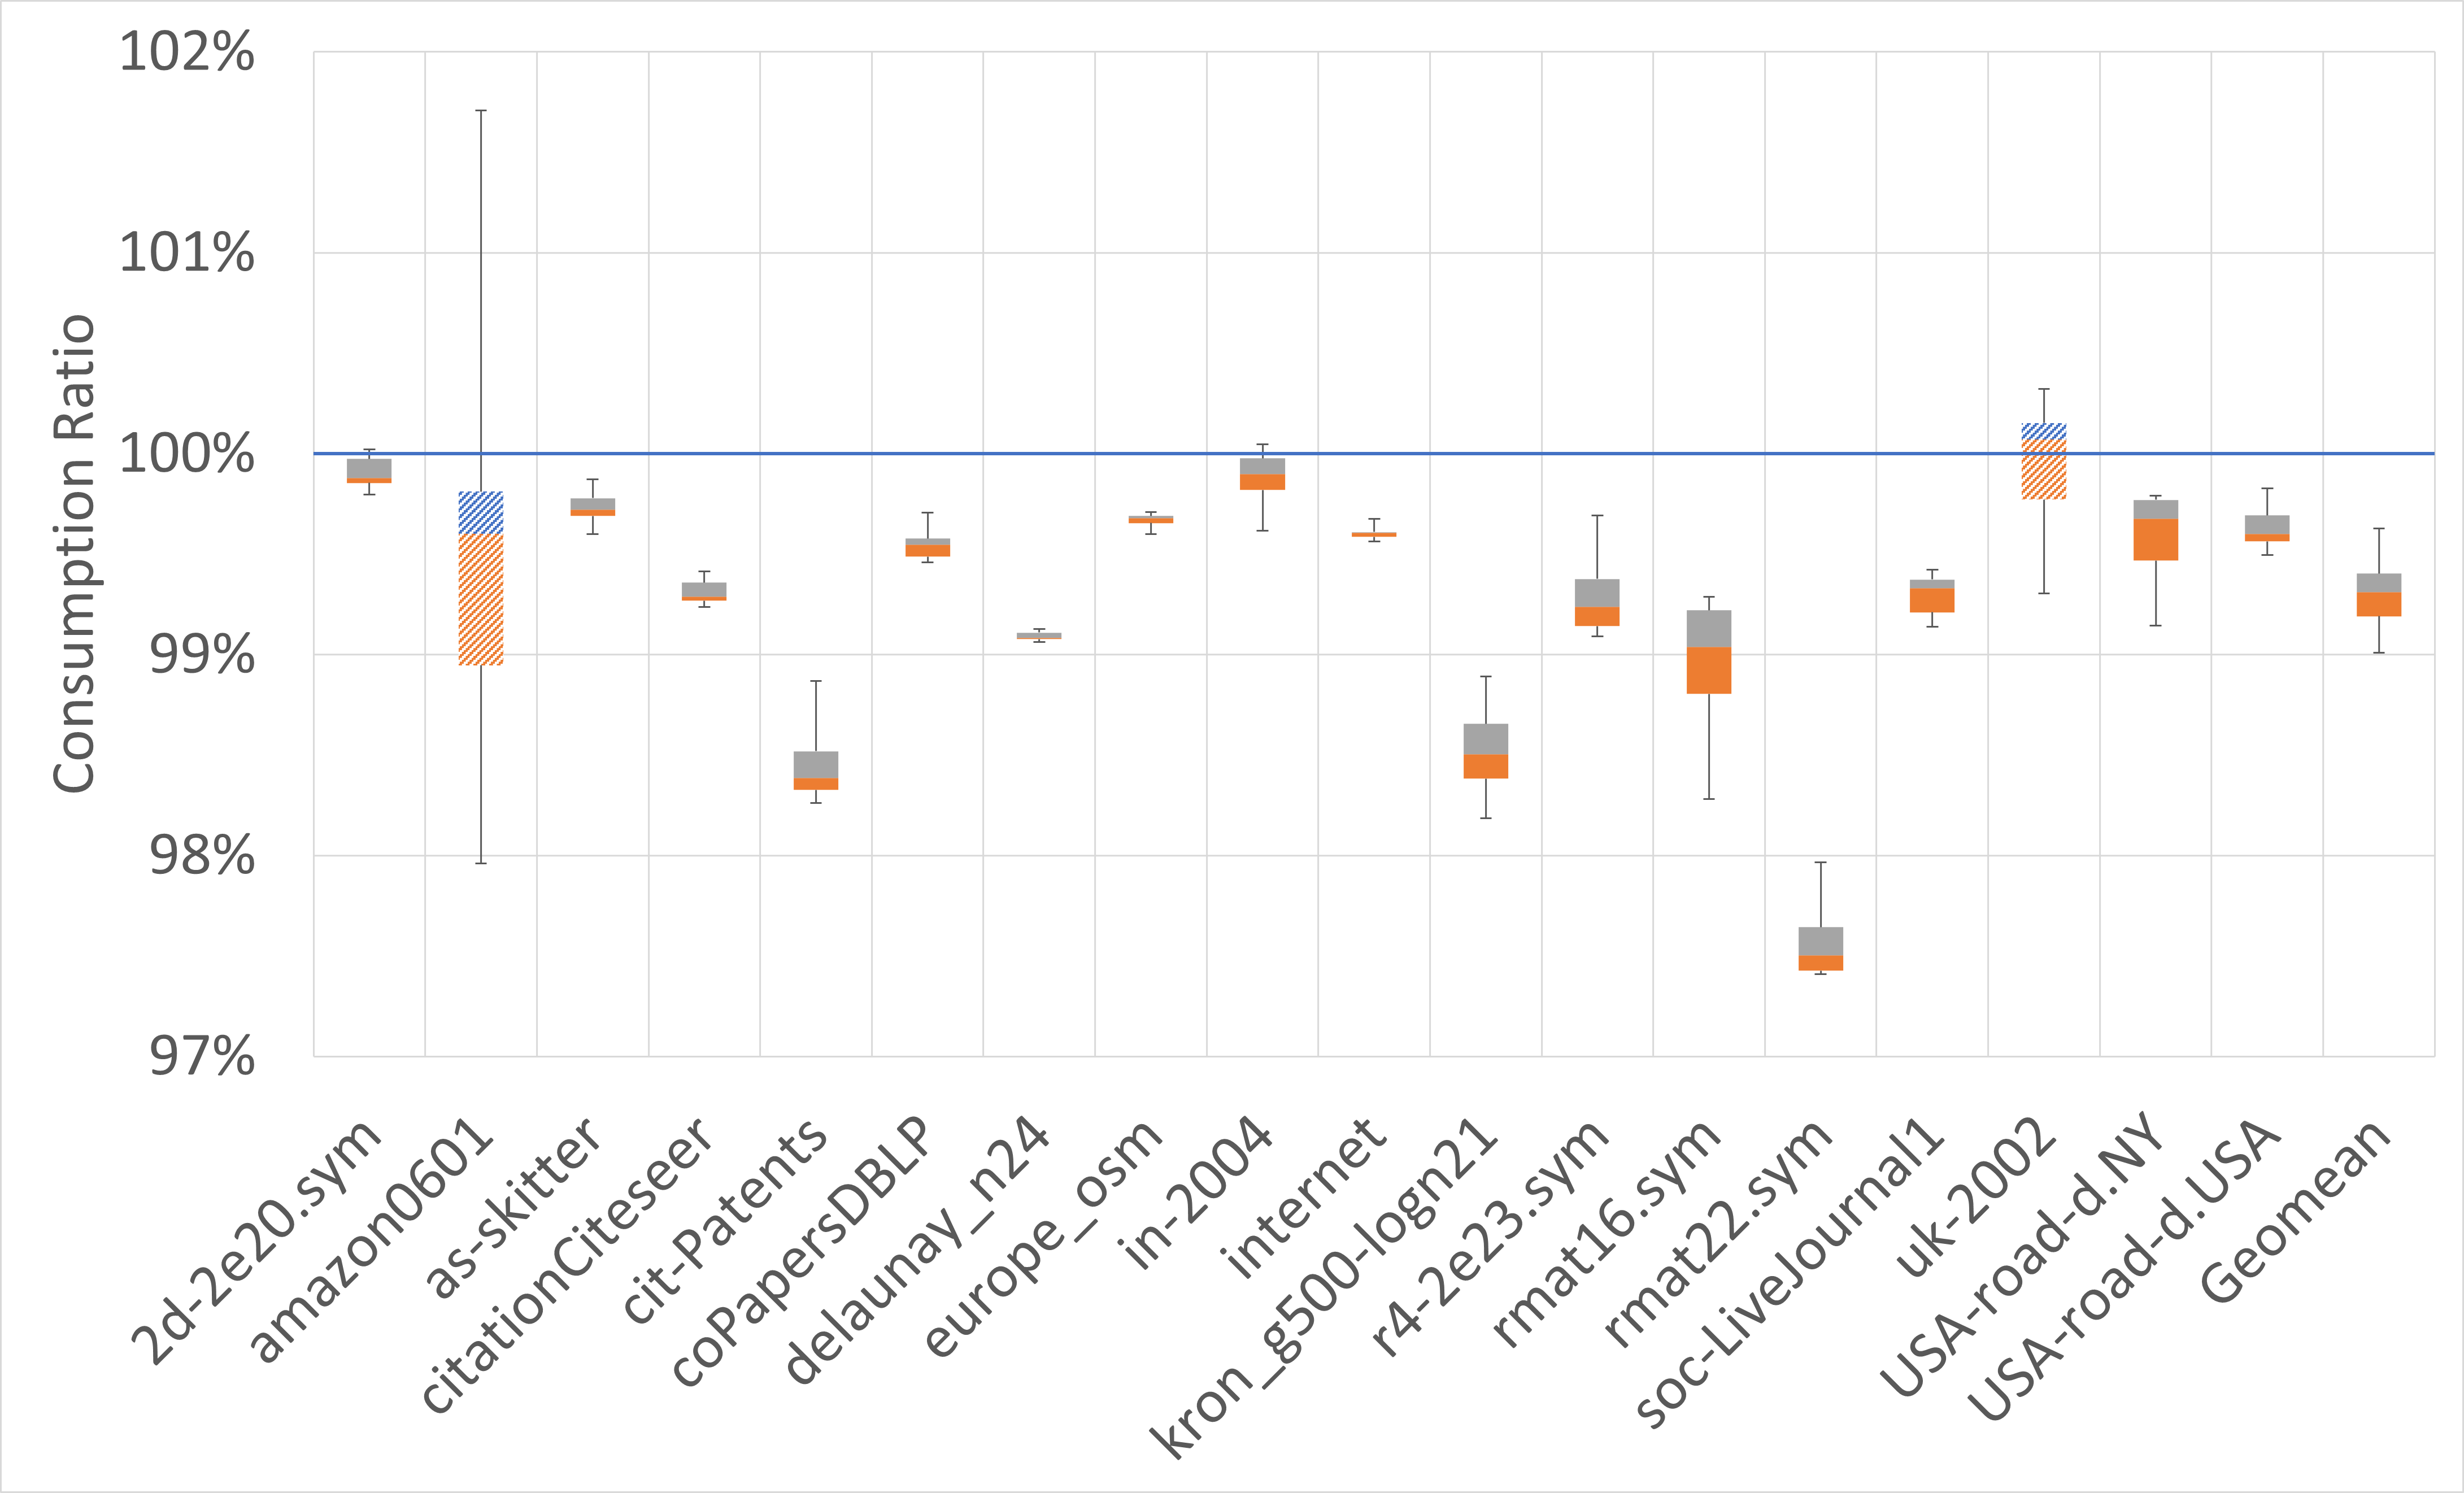 102%
101%
100%
99%
98%
97%
Consumption Ratio
2d-2e20.sym
amazon0601
as-skitter
citationCiteseer
cit-Patents
coPapersDBLP
delaunay_n24
europe_osm
in-2004
internet
kron_g500-logn21
r4-2e23.sym
rmat16.sym
rmat22.sym
soc-LiveJournal1
uk-2002
USA-road-d.NY
USA-road-d.USA
Geomean